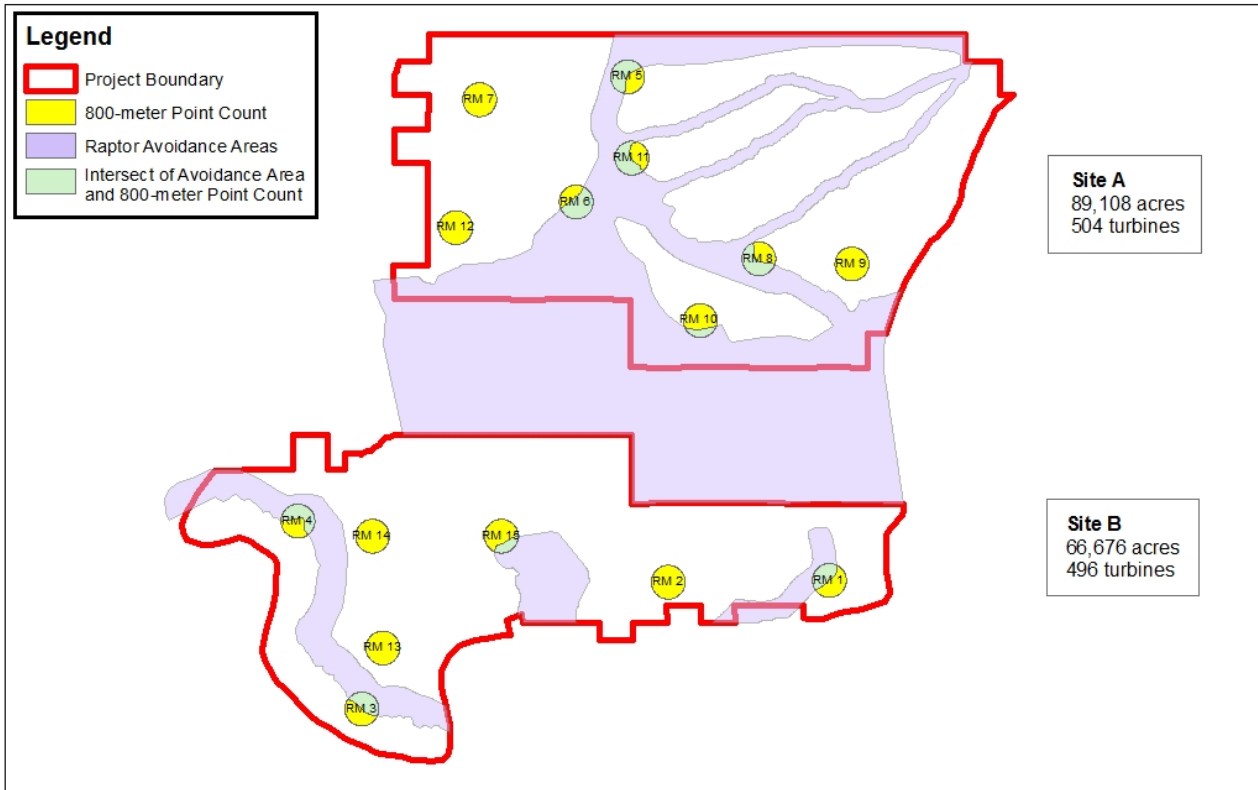 Legend
Project Boundary
800-meter Point Count
Raptor Avoidance Areas
Intersect of Avoidance Area
and 800-meter Point Count
RM 5
RM 7
RM 11
RM 6
RM 12
RM 8
RM 9
RM 10
Site A
89,108 acres
504 turbines
RM 4
RM 14
RM 15
RM 2
RM 1
RM 13
RM 3
Site B
66,676 acres
496 turbines